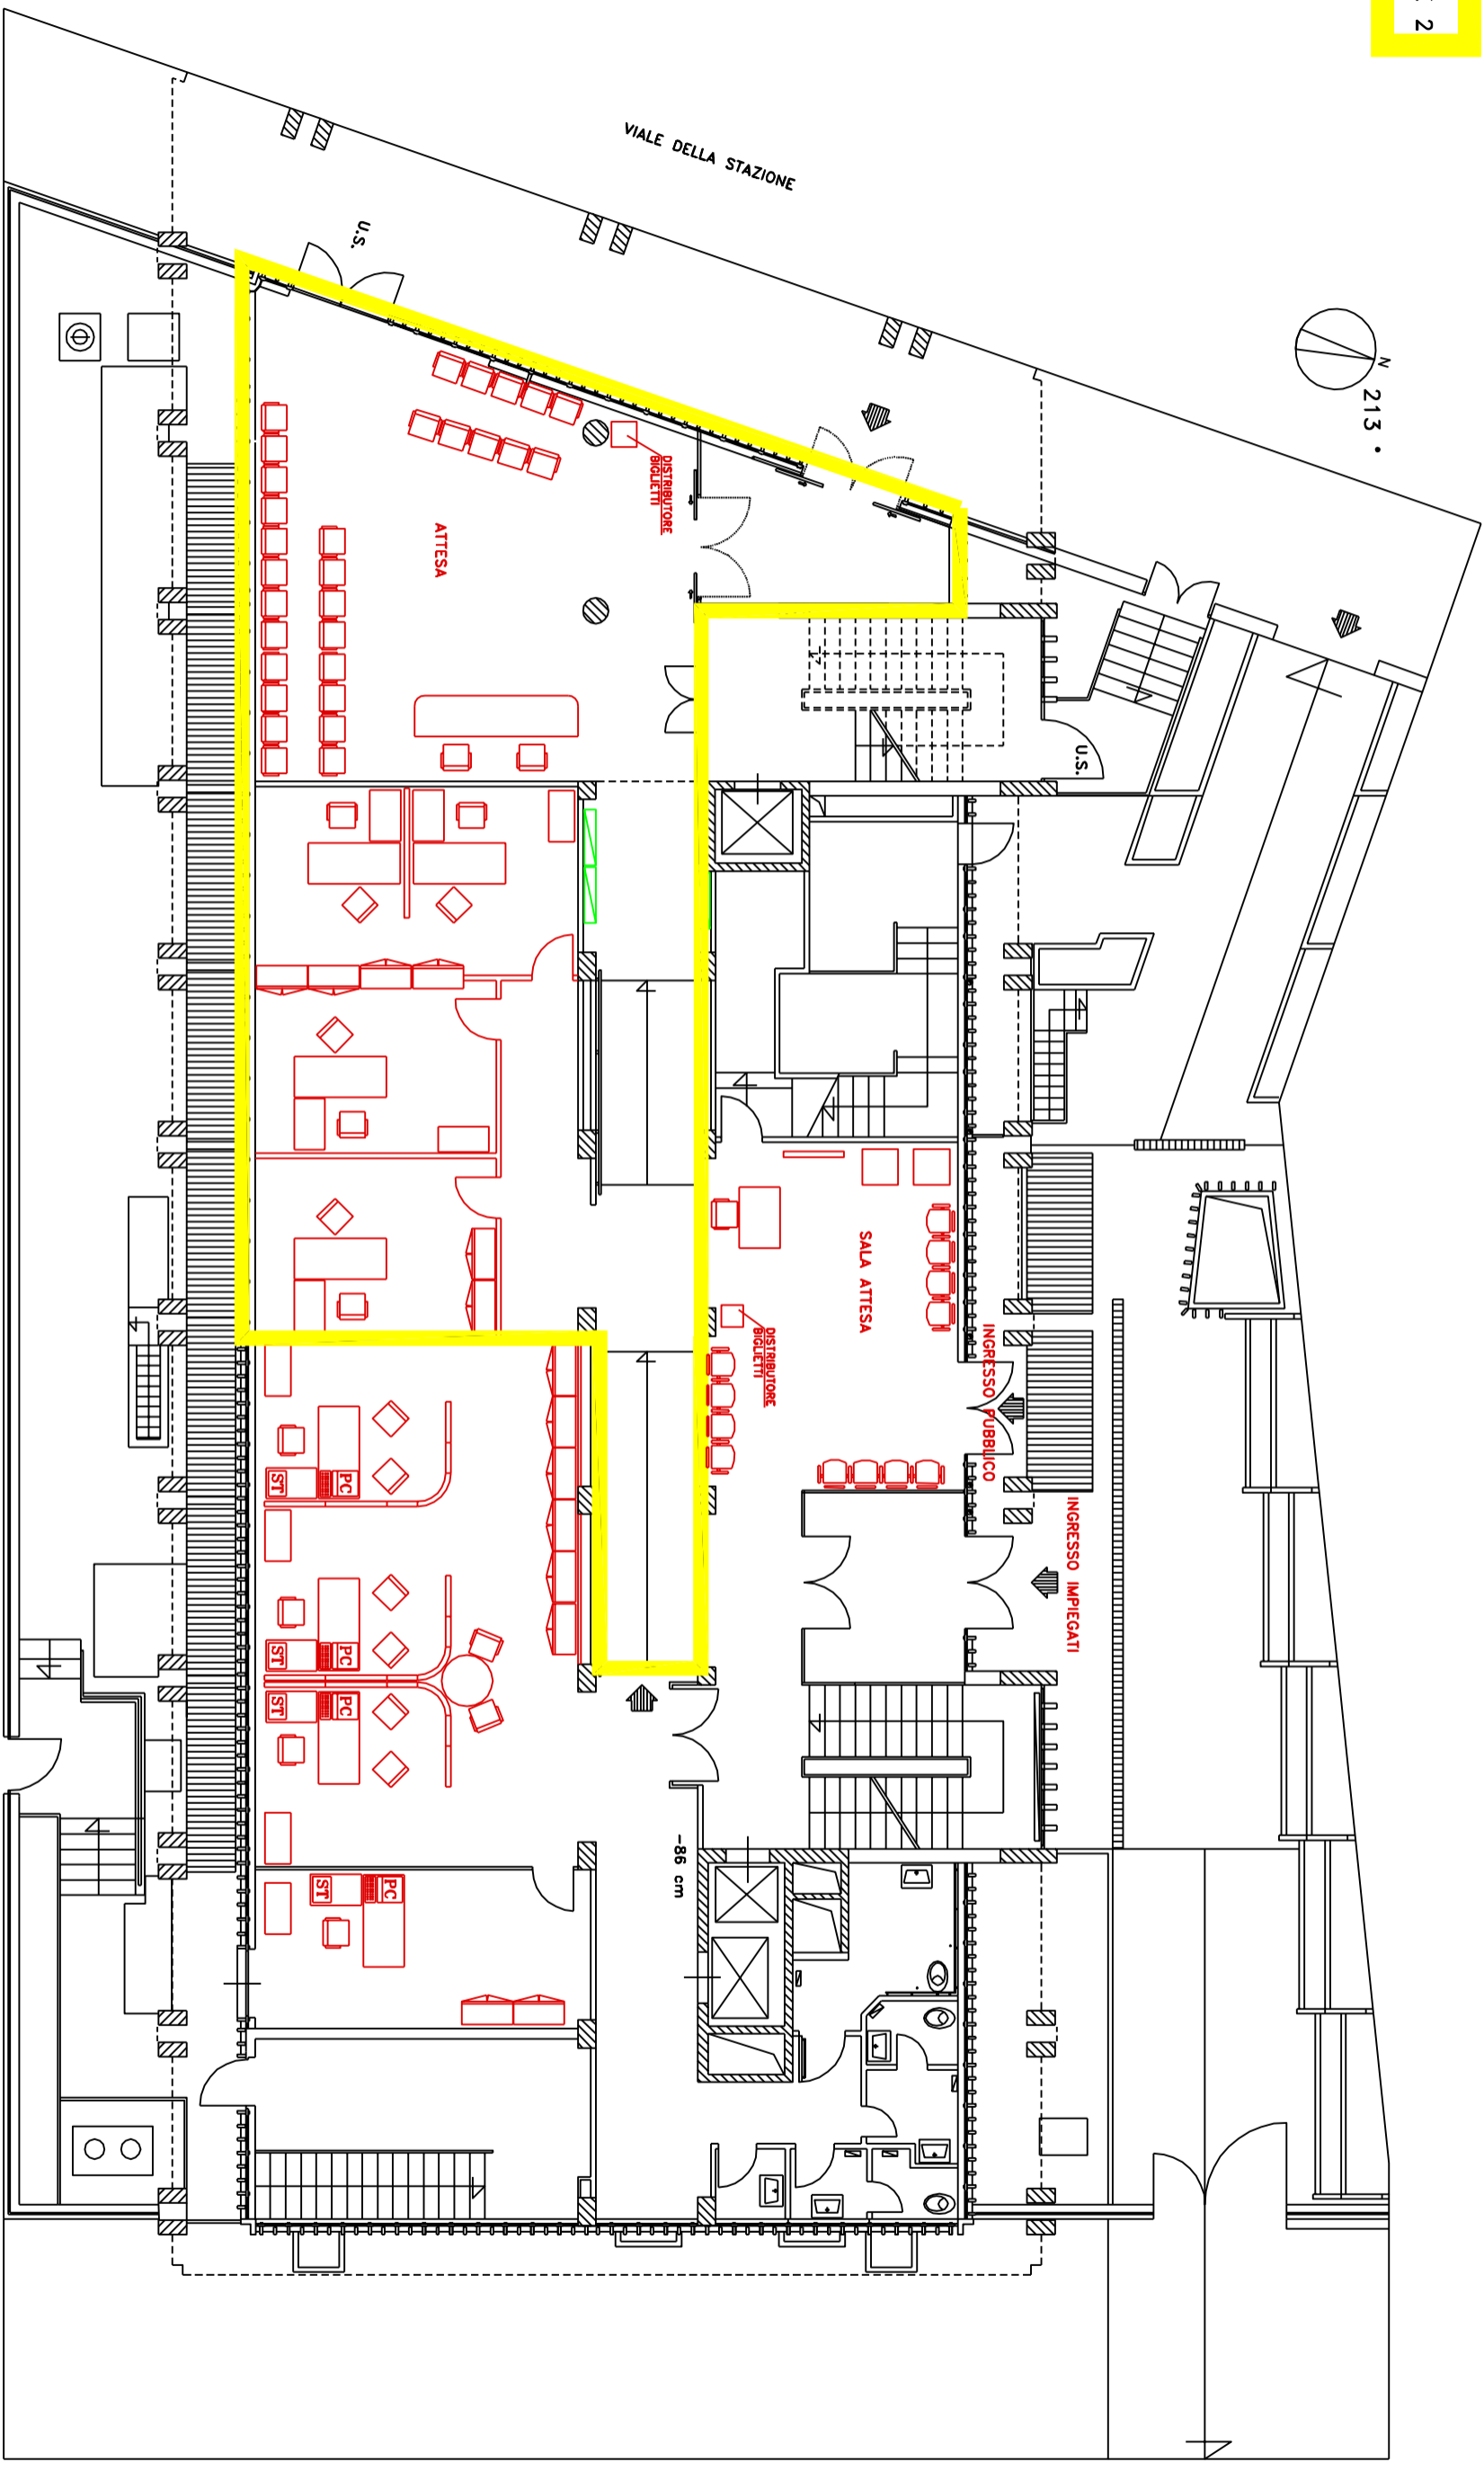 2
N
213 •
VIALE DELLA STAZIONE
U.S.
DISTRIBUTORE
BIGLIETTI
ATTESA
U.S.
SALA ATTESA
DISTRIBUTORE
BIGLIETTI
INGRESSO PUBBLICO
INGRESSO IMPIEGATI
PC
ST
PC
ST
PC
ST
-86 cm
PC
ST